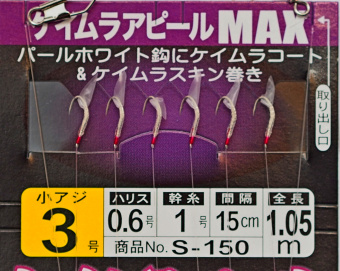 ケイムラアピールMAX
パールホワイト鈎にケイムラコート
&ケイムラスキン巻き
取り出し口
小アジ
3号
ハリス
0.6号
幹糸
1号
間隔
15cm
全長
1.05m
商品No. S-150